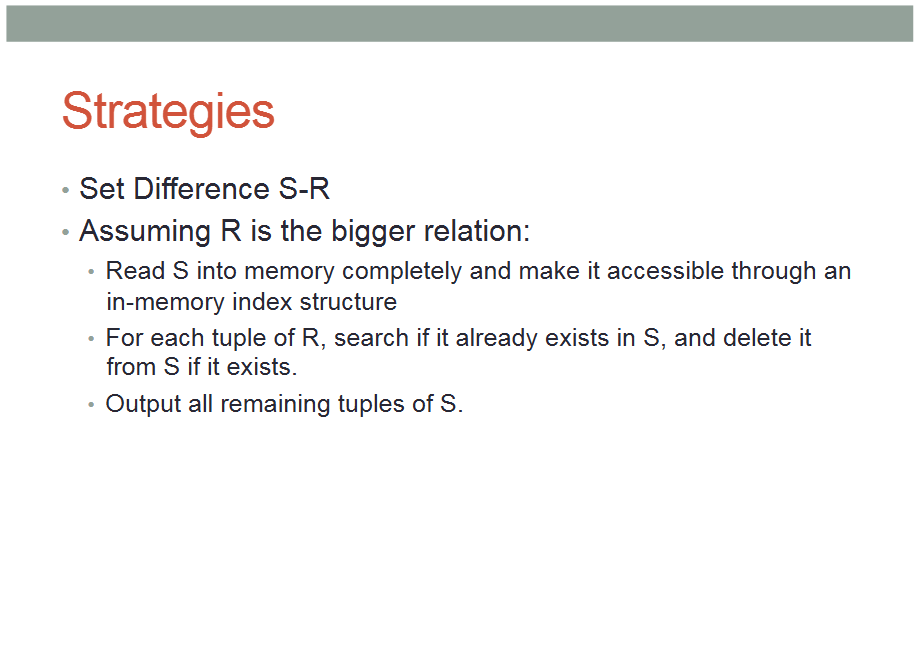 Strategies
• Set Difference S-R
• Assuming R is the bigger relation:
• Read S into memory completely and make it accessible through an
in-memory index structure
• For each tuple of R, search if it already exists in S, and delete it
from S if it exists.
• Output all remaining tuples of S.